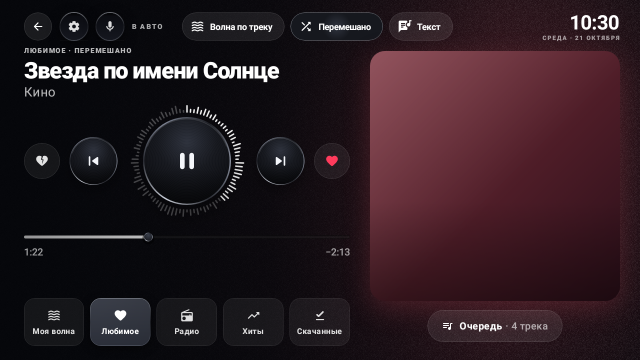 В АВТО
Волна по треку
Перемешано
Текст
10:30
СРЕДА · 21 ОКТЯБРЯ
ЛЮБИМОЕ · ПЕРЕМЕШАНО
Звезда по имени Солнце
Кино
1:22
−2:13
Моя волна
Любимое
Радио
Хиты
Скачанные
Очередь · 4 трека